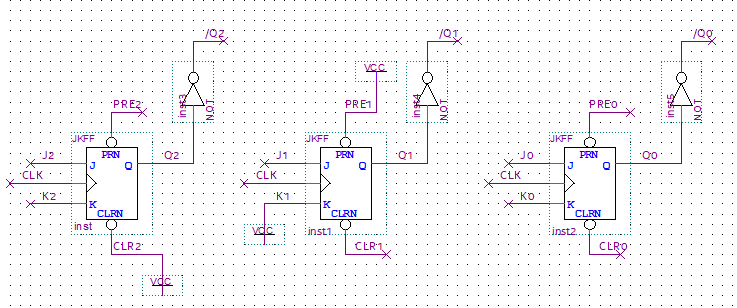 /Q2 /Q1 /Q0
VCC
inst3 NOT inst4 NOT inst5 NOT
PRE2 PRE1 PRE0
JKFF JKFF JKFF
PRN PRN PRN
J2 J Q Q2 J1 J Q Q1 J0 J Q Q0
CLK CLK CLK
K2 K K1 K K0 K
CLRN CLRN CLRN
inst VCC inst1 inst2
CLR2 CLR1 CLR0
VCC